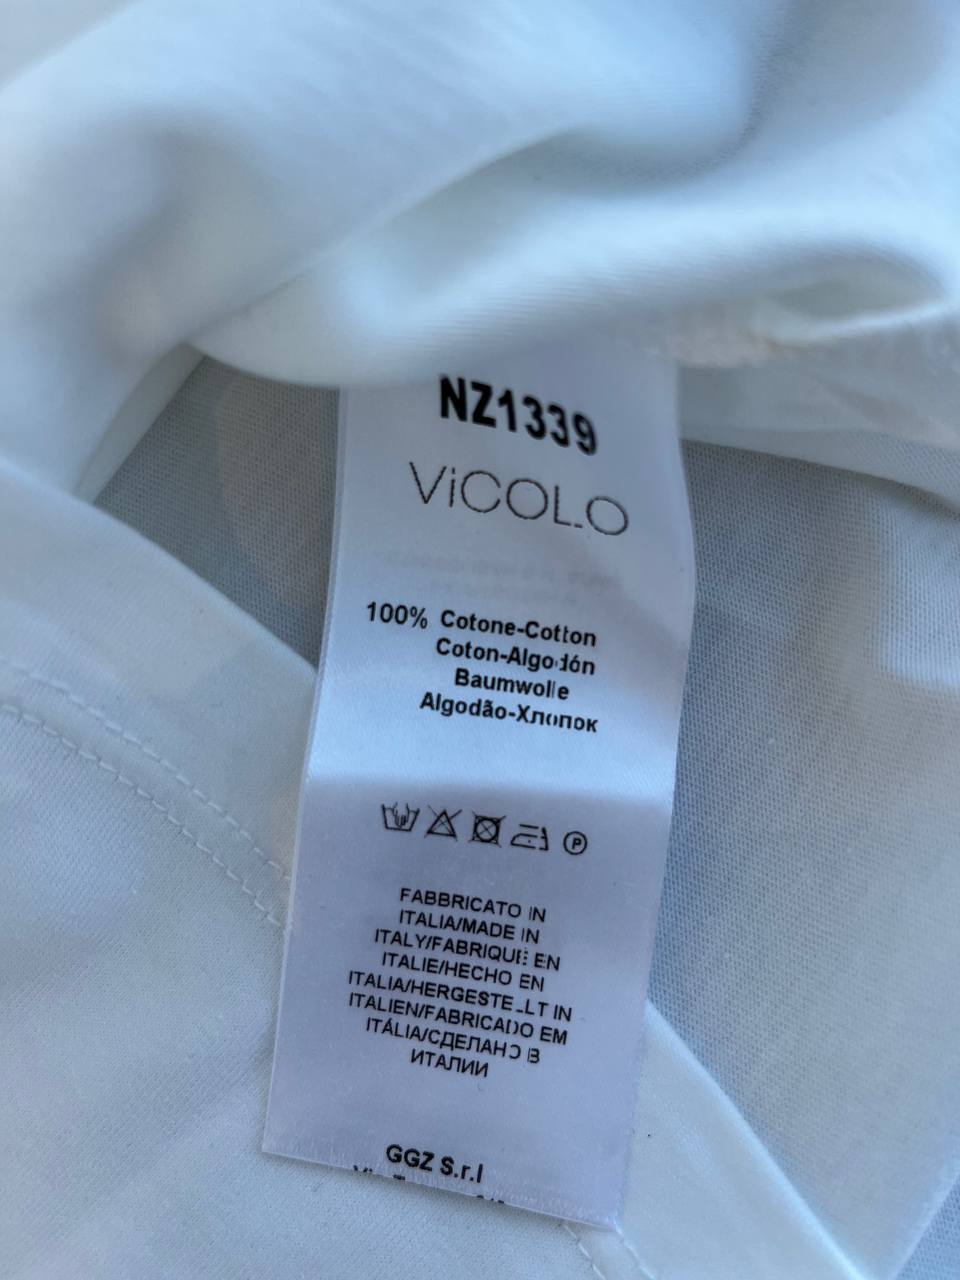 NZ1339
ViCOLO
100% Cotone-Cotton
Coton-Algodón
Baumwolle
Algodão-Хлопок
P
FABBRICATO IN
ITALIA/MADE IN
ITALY/FABRIQUE EN
ITALIE/HECHO EN
ITALIA/HERGESTELLT IN
ITALIEN/FABRICADO EM
ITÁLIA/СДЕЛАНО В
ИТАЛИИ
GGZ S.r.l